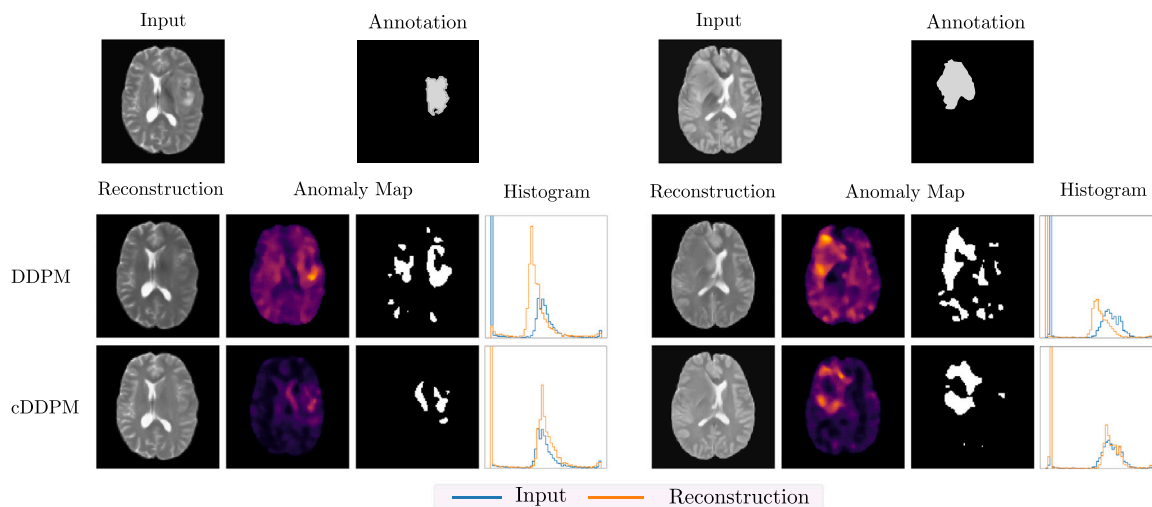 Input Annotation Input Annotation
Reconstruction Anomaly Map Histogram Reconstruction Anomaly Map Histogram
DDPM
cDDPM
Input Reconstruction